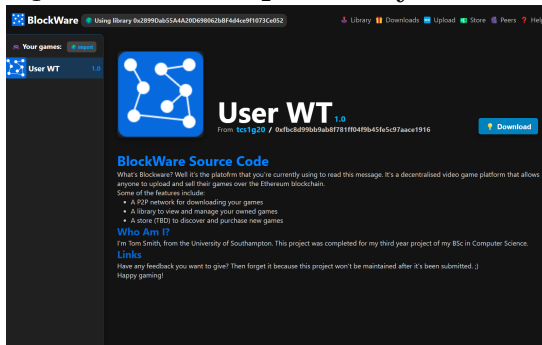 BlockWare Using library 0x2899Dab55A4A20D698062bBF4d4ce9f1073Ce052 Library Downloads Upload Store Peers ? Help
Your games: import
User WT 1.0
User WT 1.0
From tcs1g20 / 0xfbc8d99bb9ab8f781ff04f9b45fe5c97aace1916
Download
BlockWare Source Code
What's Blockware? Well it's the platofrm that you're currently using to read this message. It's a decentralised video game platform that allows
anyone to upload and sell their games over the Ethereum blockchain.
Some of the features include:
• A P2P network for downloading your games
• A library to view and manage your owned games
• A store (TBD) to discover and purchase new games
Who Am I?
I'm Tom Smith, from the University of Southampton. This project was completed for my third year project of my BSc in Computer Science.
Links
Have any feedback you want to give? Then forget it because this project won't be maintained after it's been submitted. ;)
Happy gaming!